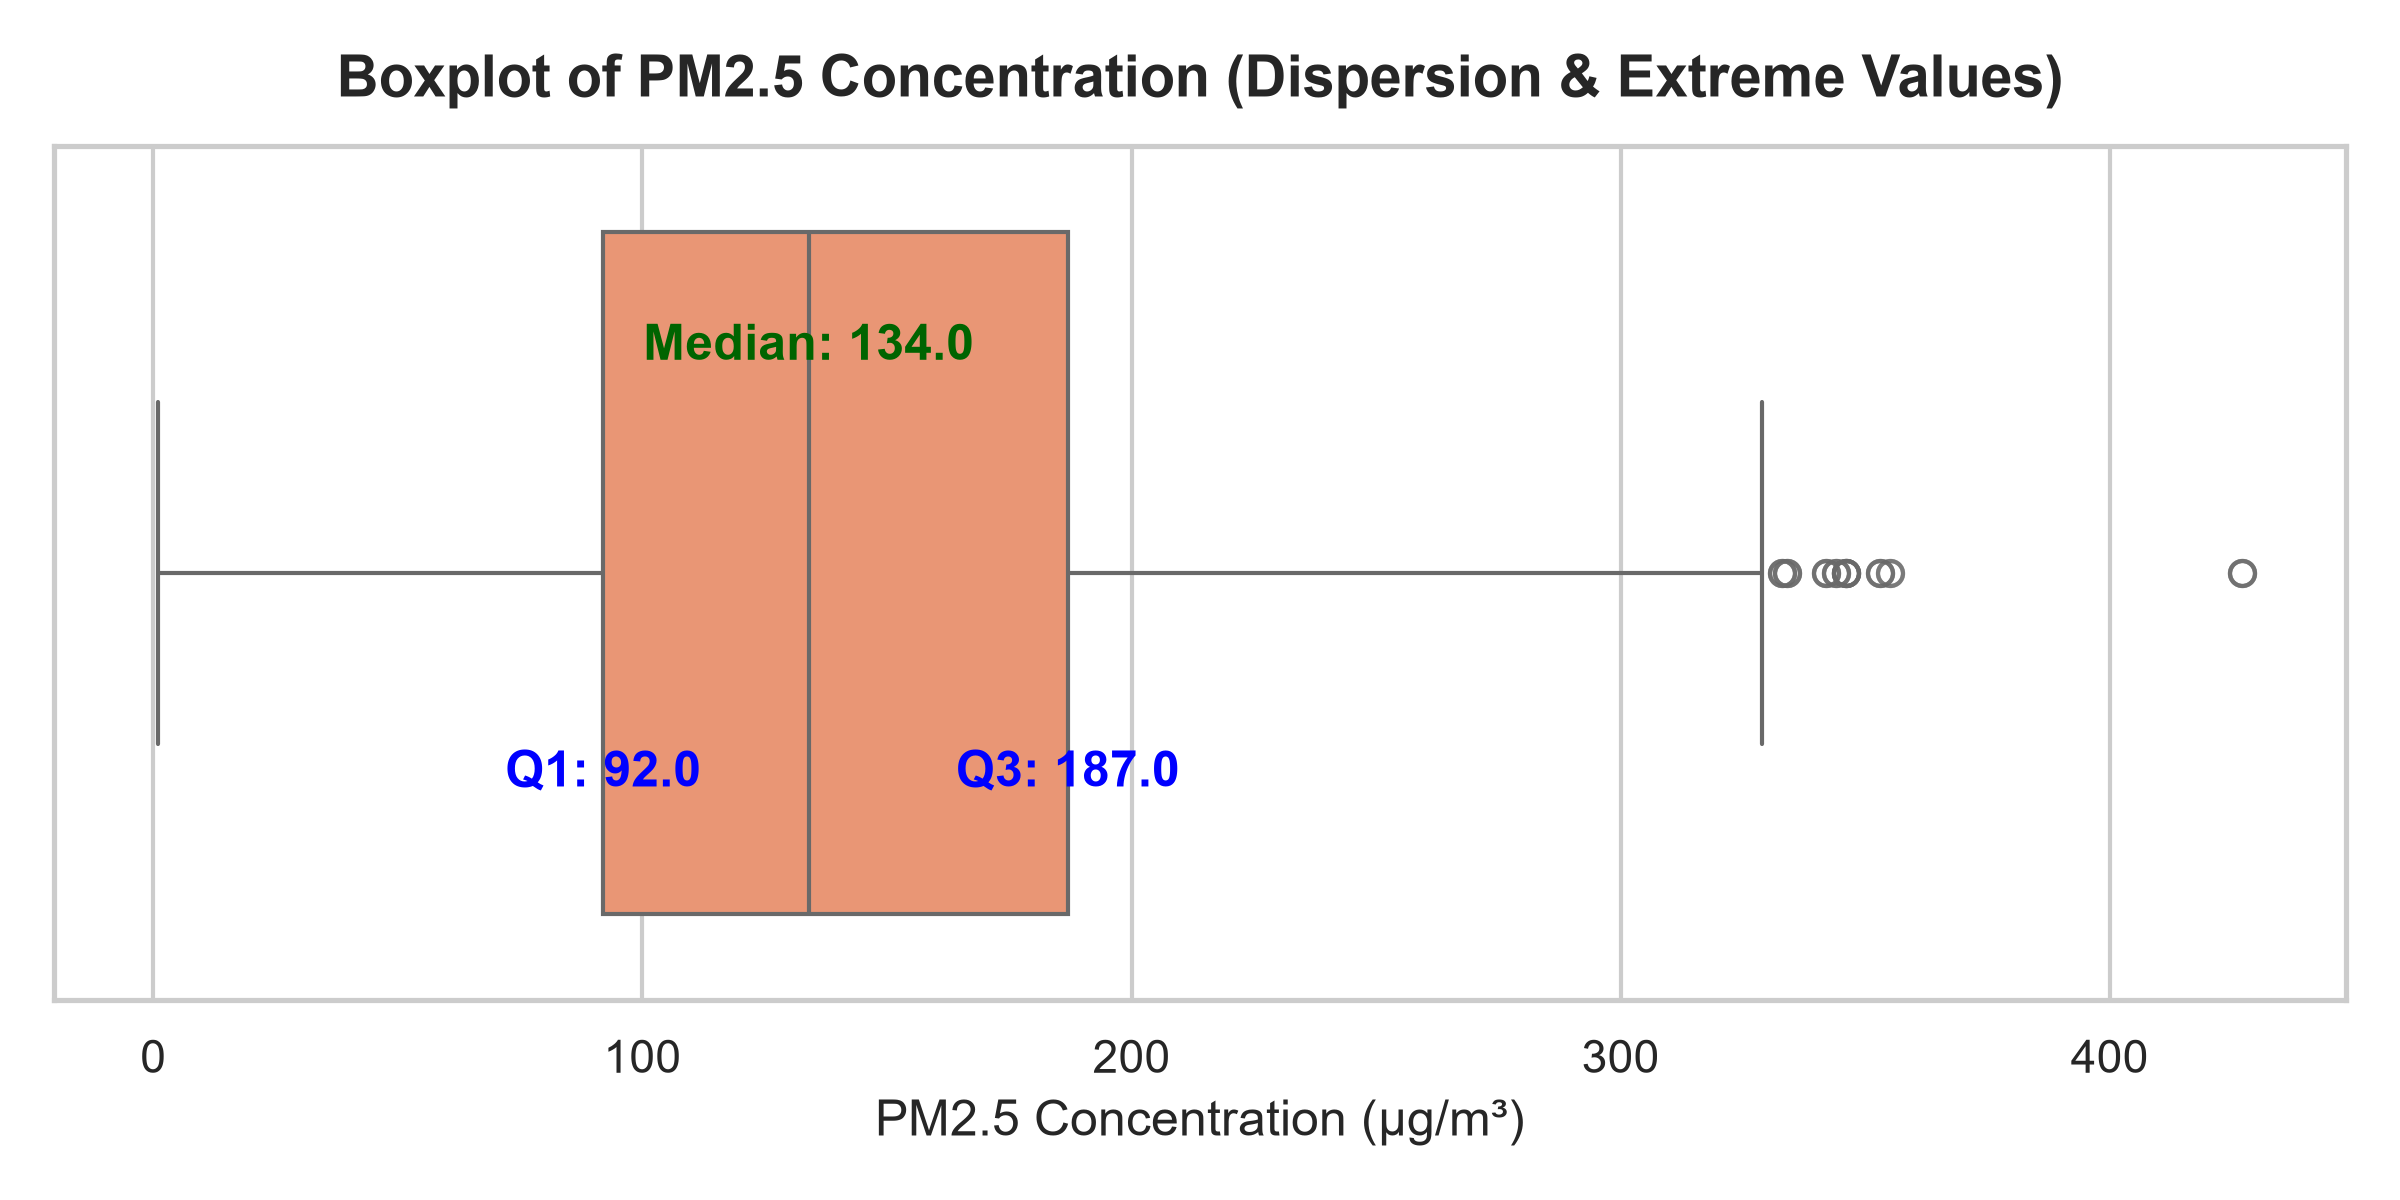 Boxplot of PM2.5 Concentration (Dispersion & Extreme Values)
Median: 134.0
Q1: 92.0 Q3: 187.0
0 100 200 300 400
PM2.5 Concentration (µg/m³)